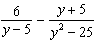 6/(y − 5) − (y + 5)/(y² − 25)